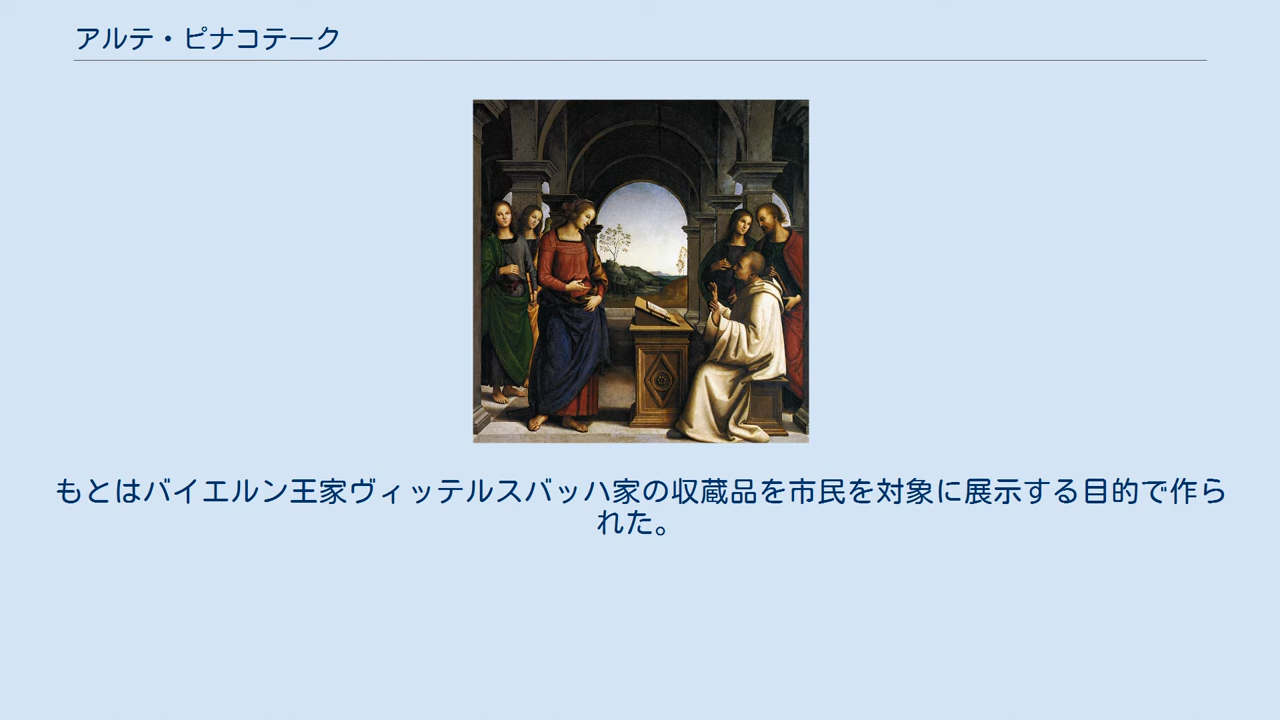 アルテ・ピナコテーク
もとはバイエルン王家ヴィッテルスバッハ家の収蔵品を市民を対象に展示する目的で作ら
れた。